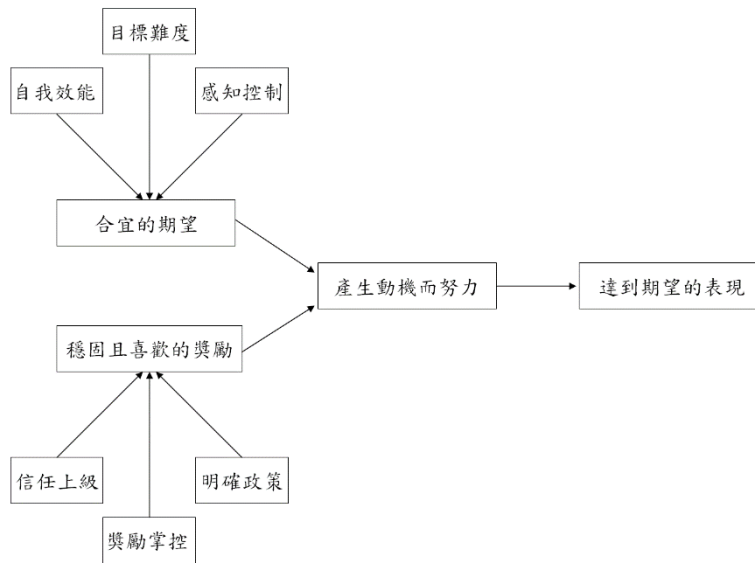 目標難度
自我效能
感知控制
合宜的期望
產生動機而努力
達到期望的表現
穩固且喜歡的獎勵
信任上級
明確政策
獎勵掌控